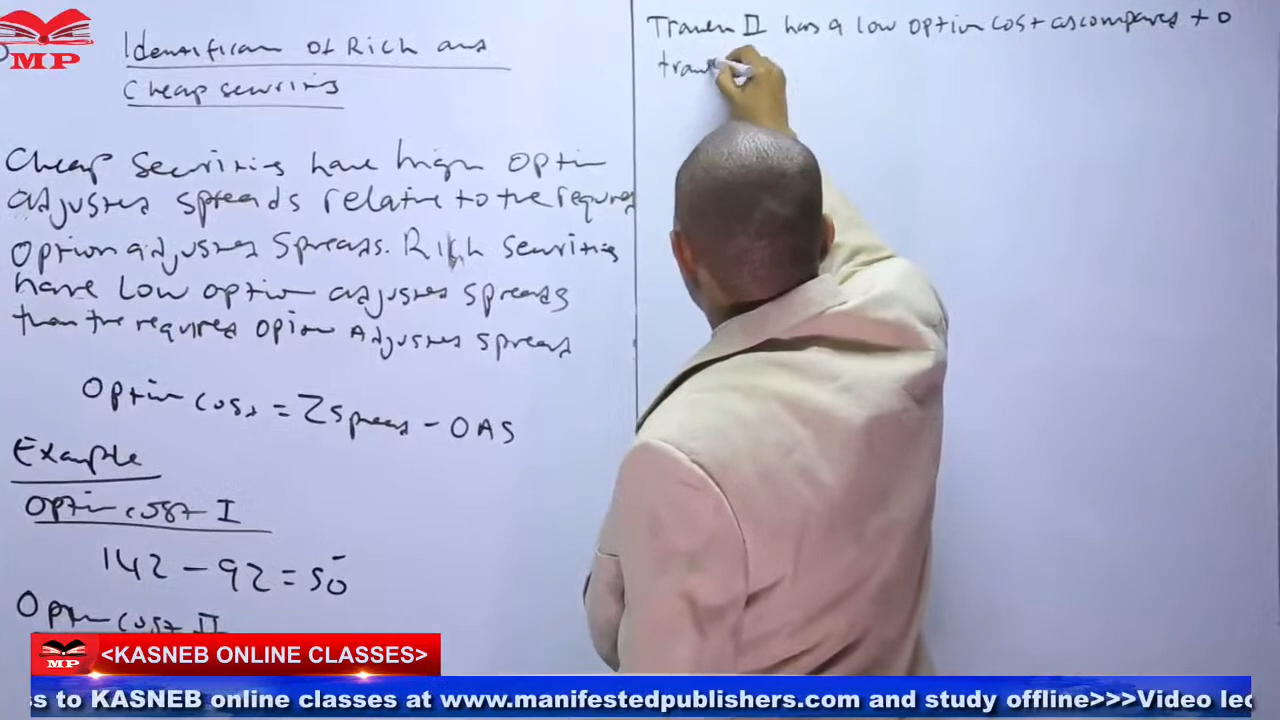 MP
Identification of Rich and
Cheap securities
Cheap Securities have high option
adjusted spreads relative to the required
Option adjusted Spreads. Rich securities
have Low option adjusted spreads
than the required Option Adjusted spread
Option cost = Z spread - OAS
Example
Option cost I
142 - 92 = 50
Option cost II
Tranch II has a low option cost as compared to
MP
<KASNEB ONLINE CLASSES>
ss to KASNEB online classes at www.manifestedpublishers.com and study offline>>>Video lec